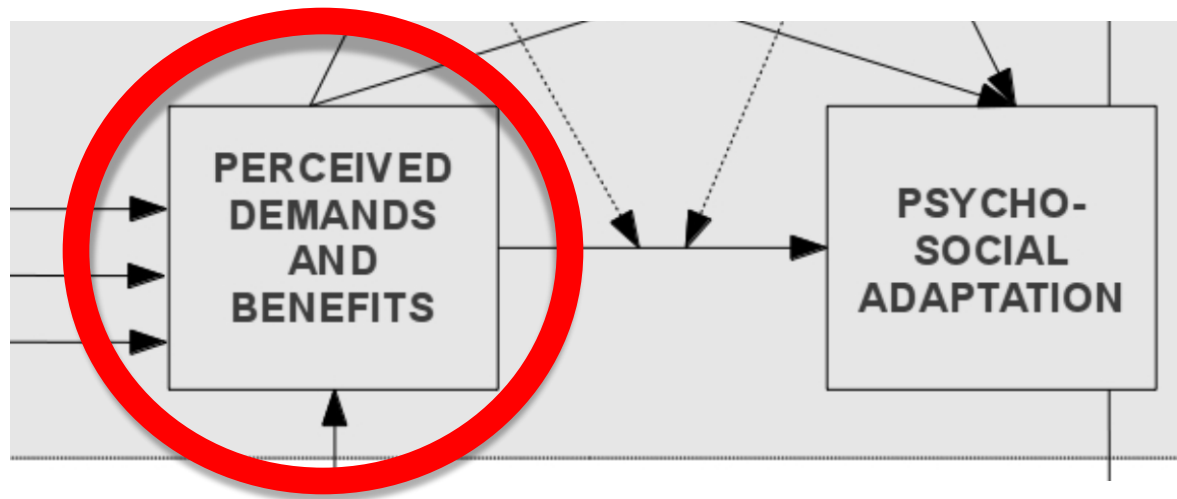 PERCEIVED
DEMANDS
AND
BENEFITS
PSYCHO-
SOCIAL
ADAPTATION